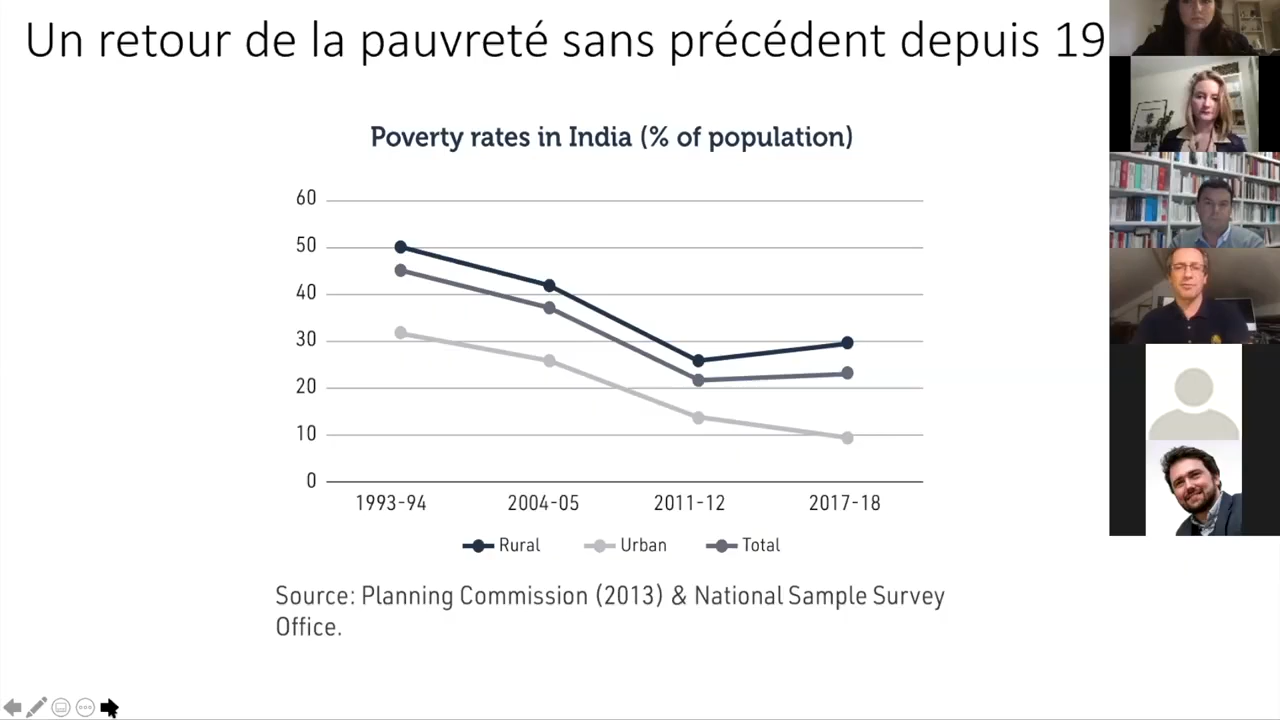 Un retour de la pauvreté sans précédent depuis 19
Poverty rates in India (% of population)
60
50
40
30
20
10
0
1993-94 2004-05 2011-12 2017-18
Rural Urban Total
Source: Planning Commission (2013) & National Sample Survey
Office.